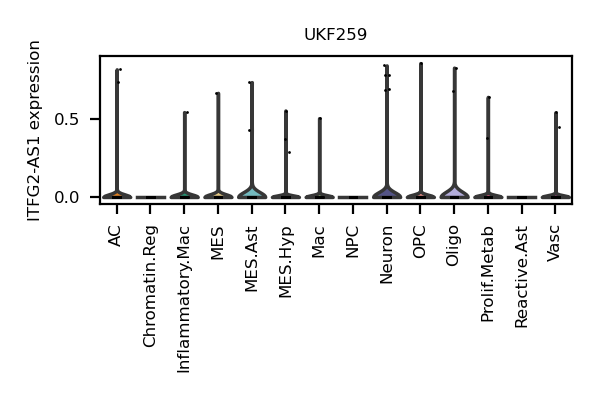 UKF259
ITFG2-AS1 expression
0.5
0.0
AC
Chromatin.Reg
Inflammatory.Mac
MES
MES.Ast
MES.Hyp
Mac
NPC
Neuron
OPC
Oligo
Prolif.Metab
Reactive.Ast
Vasc